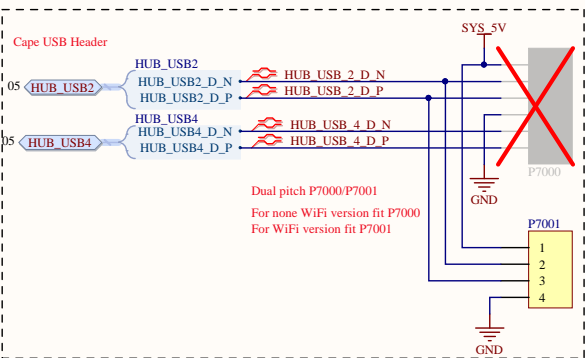 SYS_5V
Cape USB Header
HUB_USB2
HUB_USB2_D_N
HUB_USB_2_D_N
05
HUB_USB2
HUB_USB2_D_P
HUB_USB_2_D_P
HUB_USB4
HUB_USB4_D_N
HUB_USB_4_D_N
05
HUB_USB4
HUB_USB4_D_P
HUB_USB_4_D_P
P7000
Dual pitch P7000/P7001
GND
For none WiFi version fit P7000
For WiFi version fit P7001
P7001
1
2
3
4
GND